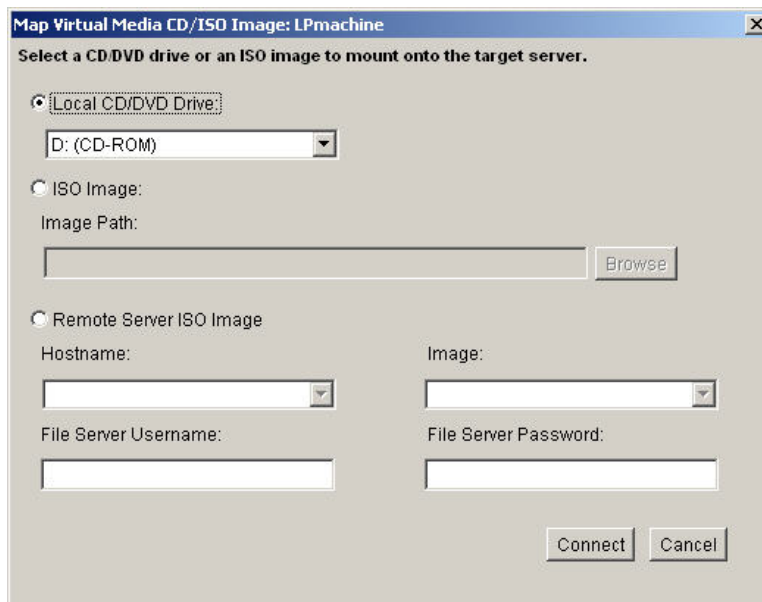 Map Virtual Media CD/ISO Image: LPmachine
Select a CD/DVD drive or an ISO image to mount onto the target server.
Local CD/DVD Drive:
D: (CD-ROM)
ISO Image:
Image Path:
Browse
Remote Server ISO Image
Hostname: Image:
File Server Username: File Server Password:
Connect Cancel